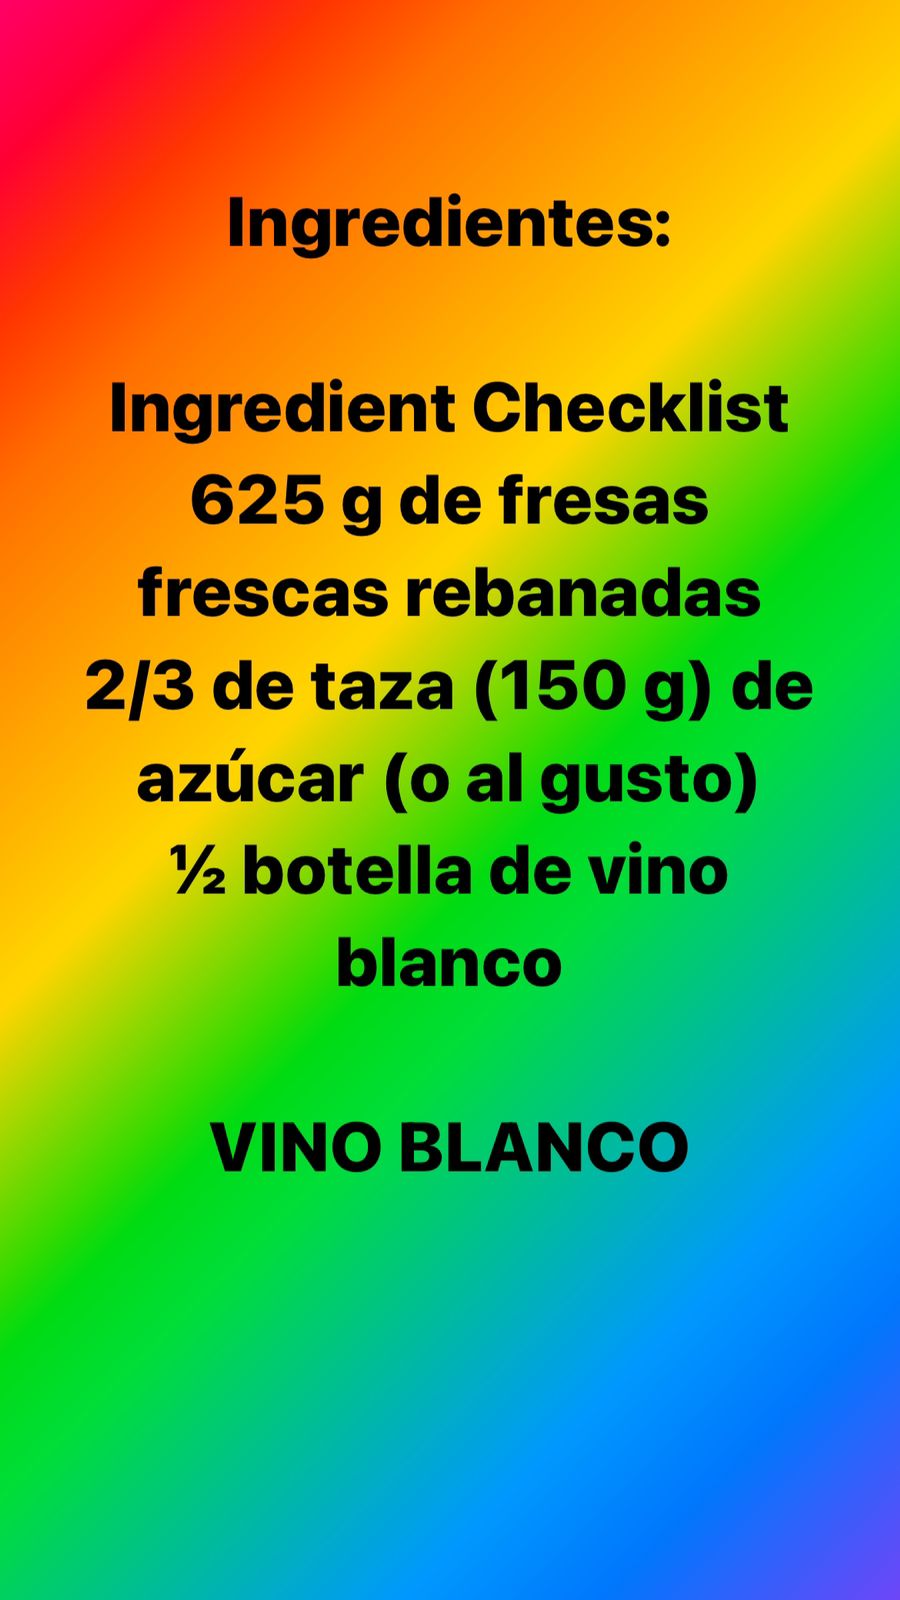 Ingredientes:
Ingredient Checklist
625 g de fresas
frescas rebanadas
2/3 de taza (150 g) de
azúcar (o al gusto)
½ botella de vino
blanco
VINO BLANCO